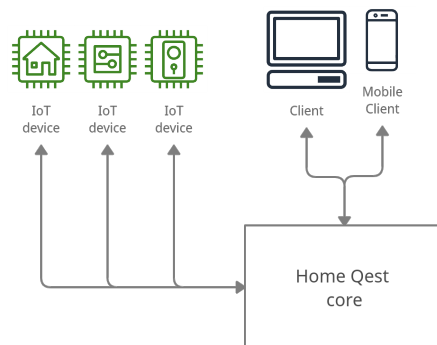 IoT
device
IoT
device
IoT
device
Client
Mobile
Client
Home Qest
core